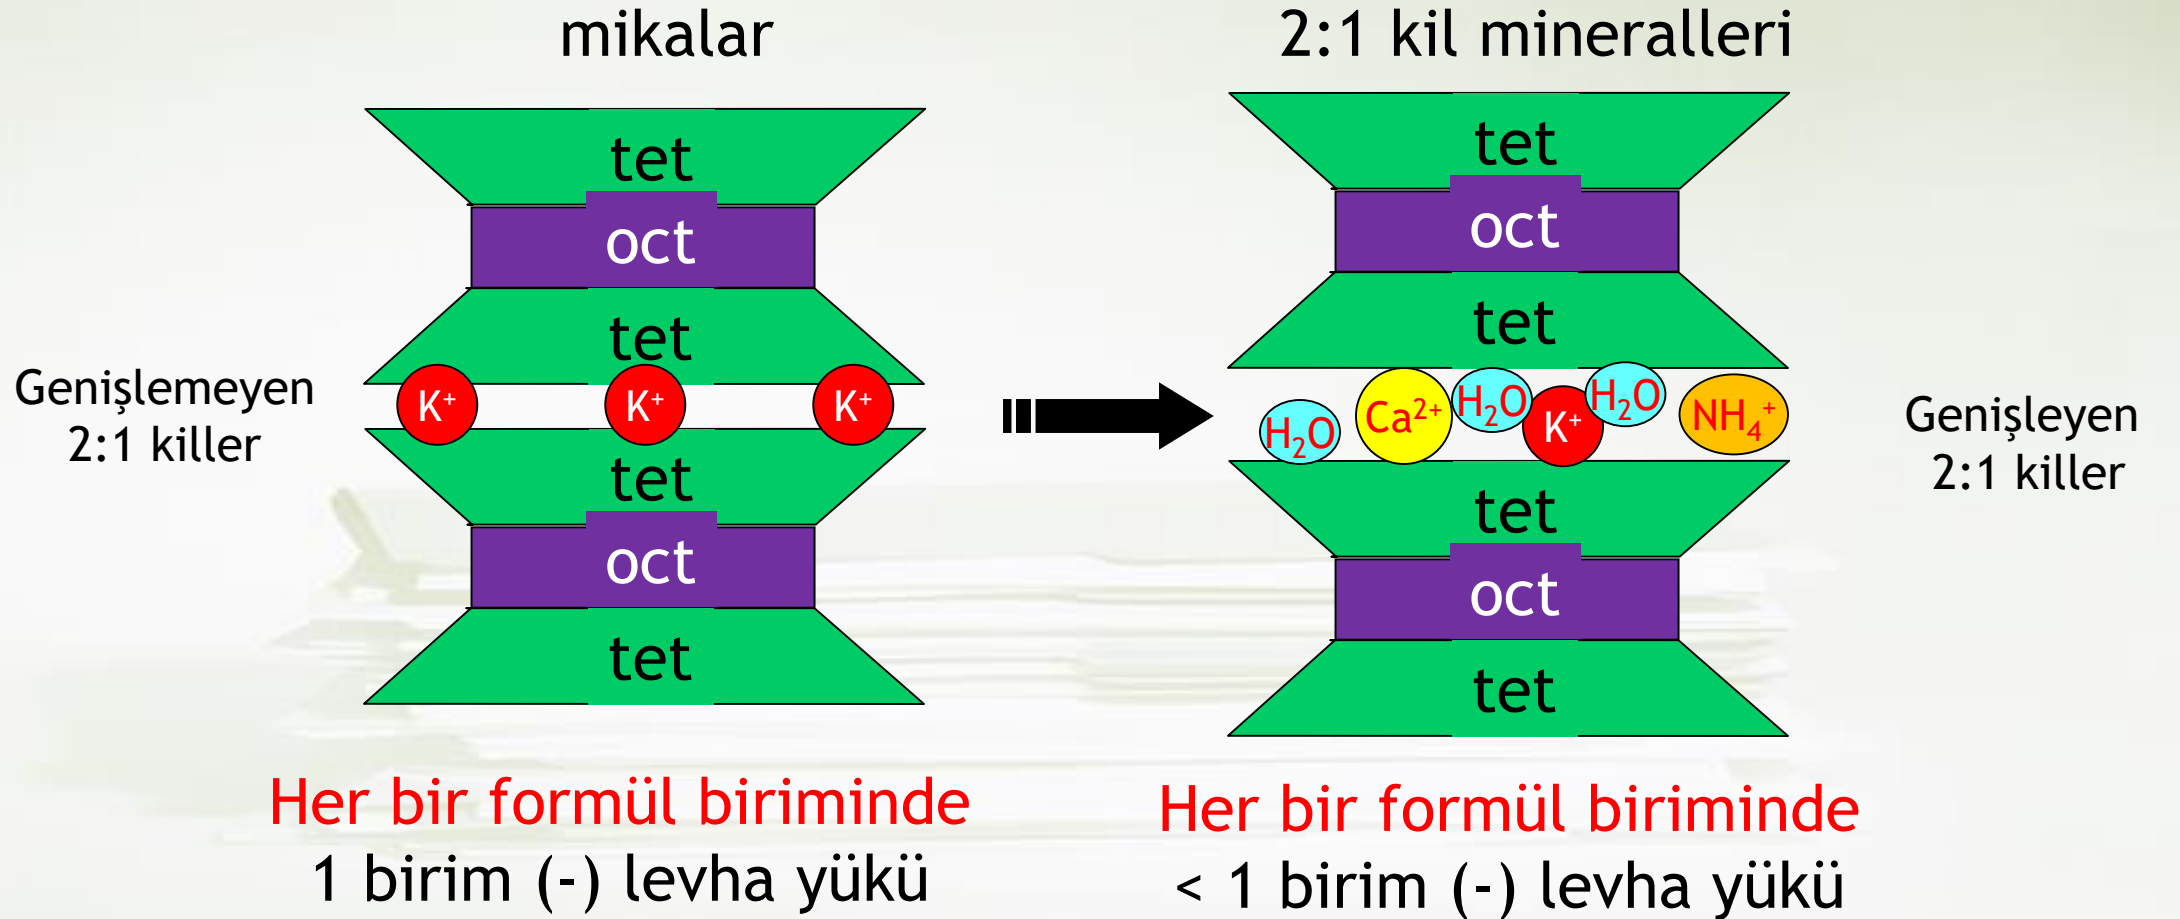 mikalar
tet
oct
tet
K⁺ K⁺ K⁺
tet
oct
tet
Genişlemeyen
2:1 killer
Her bir formül biriminde
1 birim (-) levha yükü
2:1 kil mineralleri
tet
oct
tet
H₂O Ca²⁺ H₂O K⁺ H₂O NH₄⁺
tet
oct
tet
Genişleyen
2:1 killer
Her bir formül biriminde
< 1 birim (-) levha yükü